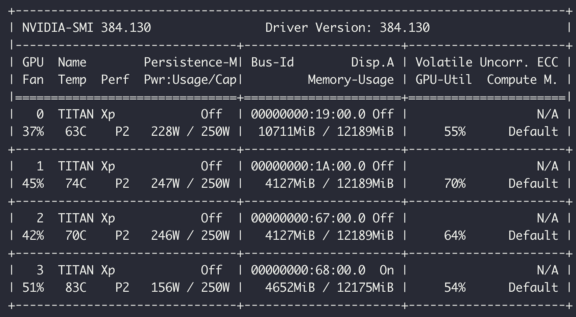 +-----------------------------------------------------------------------------+
| NVIDIA-SMI 384.130                Driver Version: 384.130                   |
|-------------------------------+----------------------+----------------------+
| GPU  Name        Persistence-M| Bus-Id        Disp.A | Volatile Uncorr. ECC |
| Fan  Temp  Perf  Pwr:Usage/Cap|         Memory-Usage | GPU-Util  Compute M. |
|===============================+======================+======================|
|   0  TITAN Xp            Off  | 00000000:19:00.0 Off |                  N/A |
| 37%   63C    P2   228W / 250W |  10711MiB / 12189MiB |     55%      Default |
+-------------------------------+----------------------+----------------------+
|   1  TITAN Xp            Off  | 00000000:1A:00.0 Off |                  N/A |
| 45%   74C    P2   247W / 250W |   4127MiB / 12189MiB |     70%      Default |
+-------------------------------+----------------------+----------------------+
|   2  TITAN Xp            Off  | 00000000:67:00.0 Off |                  N/A |
| 42%   70C    P2   246W / 250W |   4127MiB / 12189MiB |     64%      Default |
+-------------------------------+----------------------+----------------------+
|   3  TITAN Xp            Off  | 00000000:68:00.0  On |                  N/A |
| 51%   83C    P2   156W / 250W |   4652MiB / 12175MiB |     54%      Default |
+-------------------------------+----------------------+----------------------+